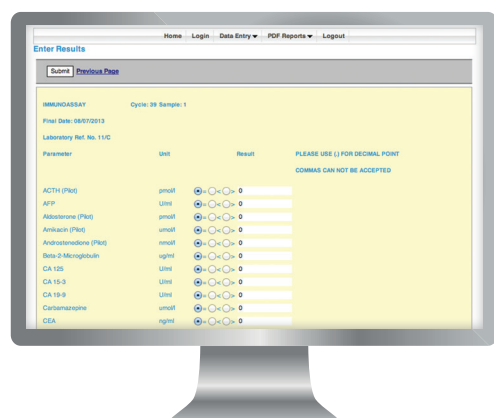 Home Login Data Entry ▾ PDF Reports ▾ Logout
Enter Results
Submit Previous Page
IMMUNOASSAY Cycle: 39 Sample: 1
Final Date: 08/07/2013
Laboratory Ref. No. 11/C
Parameter Unit Result PLEASE USE (.) FOR DECIMAL POINT
COMMAS CAN NOT BE ACCEPTED
ACTH (Pilot) pmol/l = < > 0
AFP U/ml = < > 0
Aldosterone (Pilot) pmol/l = < > 0
Amikacin (Pilot) umol/l = < > 0
Androstenedione (Pilot) nmol/l = < > 0
Beta-2-Microglobulin ug/ml = < > 0
CA 125 U/ml = < > 0
CA 15-3 U/ml = < > 0
CA 19-9 U/ml = < > 0
Carbamazepine umol/l = < > 0
CEA ng/ml = < > 0